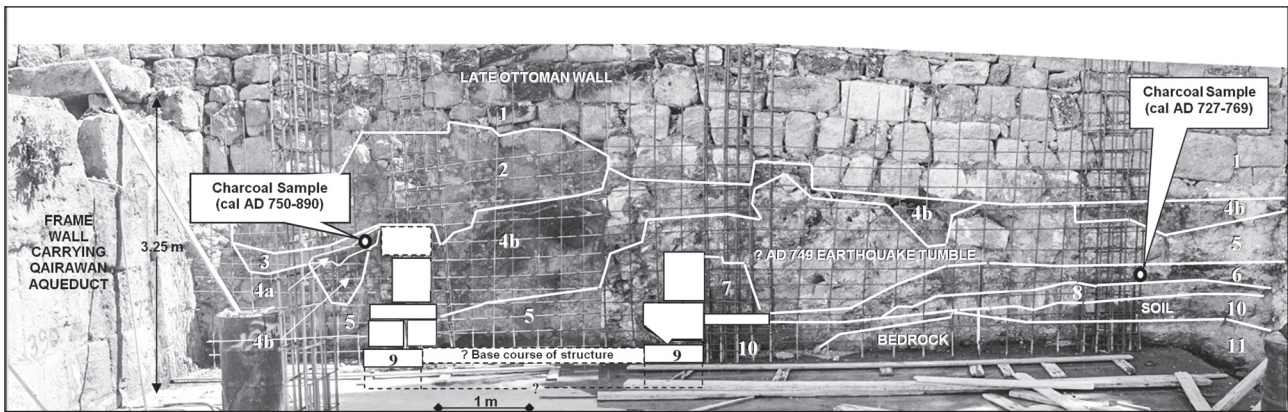 LATE OTTOMAN WALL
1
2
Charcoal Sample
(cal AD 727-769)
1
Charcoal Sample
(cal AD 750-890)
FRAME
WALL
CARRYING
QAIRAWAN
AQUEDUCT
3.25 m
4b
4b
4b
5
3
4a
? AD 749 EARTHQUAKE TUMBLE
6
7
8
5
5
SOIL
10
4b
9
? Base course of structure
9
10
BEDROCK
11
?
1 m